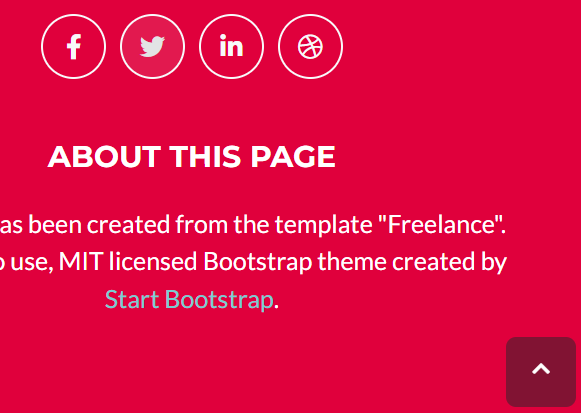 ABOUT THIS PAGE
as been created from the template "Freelance".
o use, MIT licensed Bootstrap theme created by
Start Bootstrap.